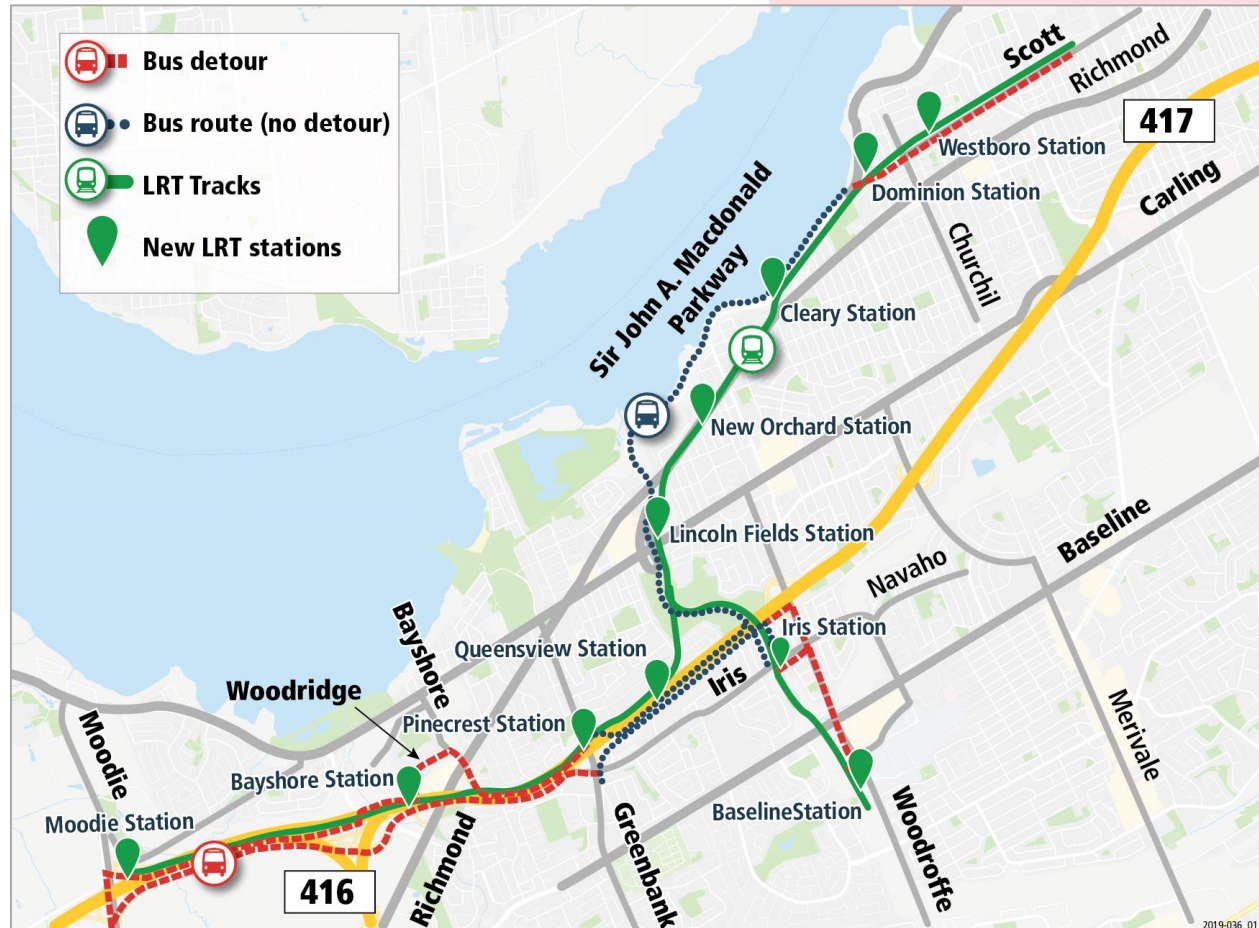 Bus detour
Bus route (no detour)
LRT Tracks
New LRT stations
Scott
Richmond
417
Westboro Station
Dominion Station
Carling
Sir John A. Macdonald
Parkway
Churchil
Cleary Station
New Orchard Station
Lincoln Fields Station
Baseline
Navaho
Iris Station
Bayshore
Queensview Station
Iris
Woodridge
Pinecrest Station
Merivale
Moodie
Bayshore Station
Moodie Station
BaselineStation
Woodroffe
Greenbank
Richmond
416
2019-036_01